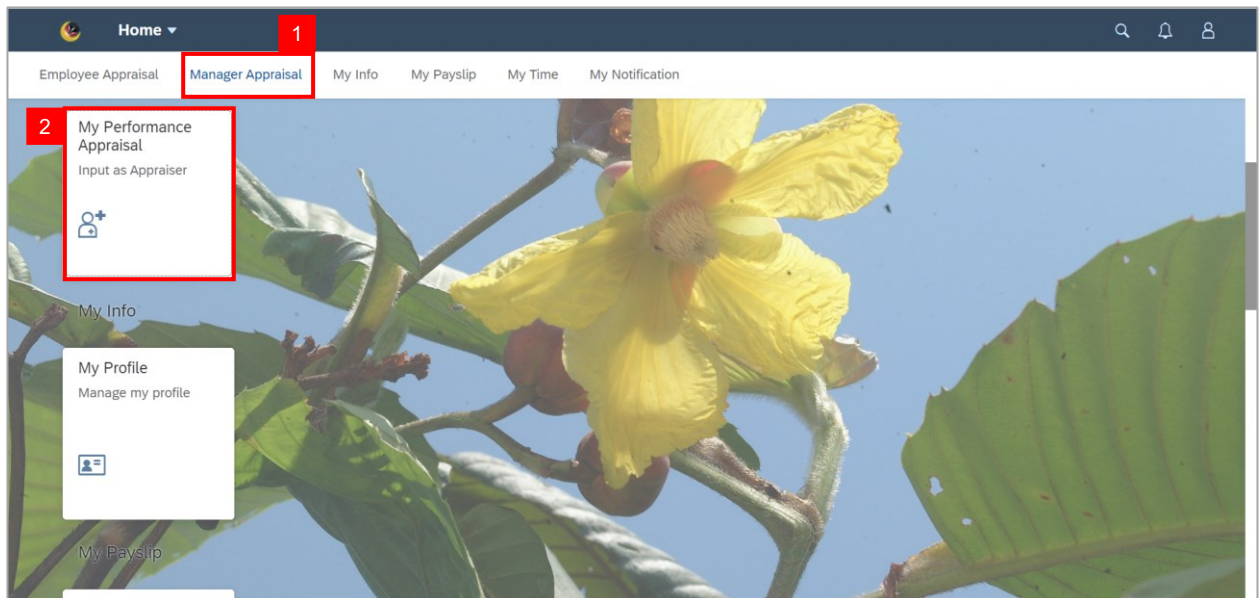 Home
1
Employee Appraisal Manager Appraisal My Info My Payslip My Time My Notification
2
My Performance
Appraisal
Input as Appraiser
My Info
My Profile
Manage my profile
My Payslip